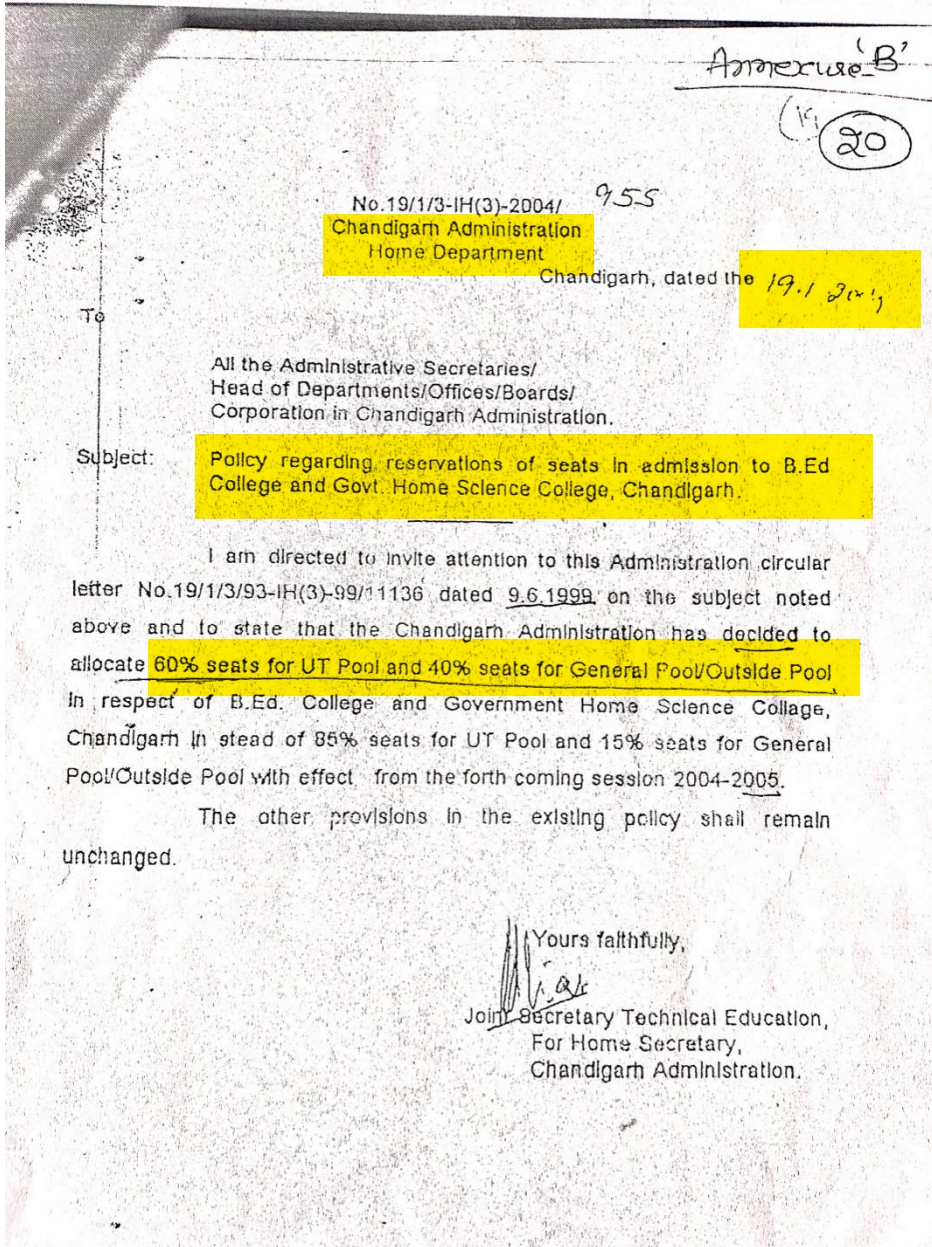 Annexure 'B'
20
No.19/1/3-IH(3)-2004/ 955
Chandigarh Administration
Home Department
Chandigarh, dated the 19.1
To
All the Administrative Secretaries/
Head of Departments/Offices/Boards/
Corporation in Chandigarh Administration.
Subject: Policy regarding reservations of seats in admission to B.Ed
College and Govt. Home Science College, Chandigarh.
I am directed to invite attention to this Administration circular
letter No.19/1/3/93-IH(3)-99/11136 dated 9.6.1999 on the subject noted
above and to state that the Chandigarh Administration has decided to
allocate 60% seats for UT Pool and 40% seats for General Pool/Outside Pool
in respect of B.Ed. College and Government Home Science Collage,
Chandigarh in stead of 85% seats for UT Pool and 15% seats for General
Pool/Outside Pool with effect from the forth coming session 2004-2005.
The other provisions in the existing policy shall remain
unchanged.
Yours faithfully,
Joint Secretary Technical Education,
For Home Secretary,
Chandigarh Administration.